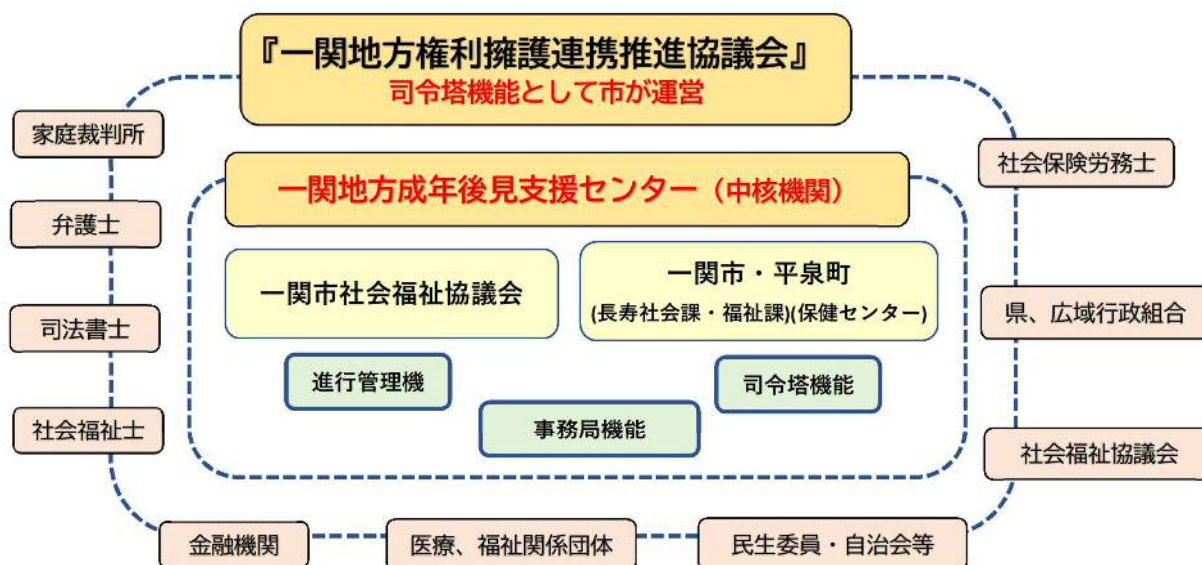 『一関地方権利擁護連携推進協議会』
司令塔機能として市が運営
家庭裁判所
社会保険労務士
一関地方成年後見支援センター（中核機関）
弁護士
一関市社会福祉協議会
一関市・平泉町
(長寿社会課・福祉課)(保健センター)
司法書士
県、広域行政組合
進行管理機
司令塔機能
事務局機能
社会福祉士
社会福祉協議会
金融機関
医療、福祉関係団体
民生委員・自治会等